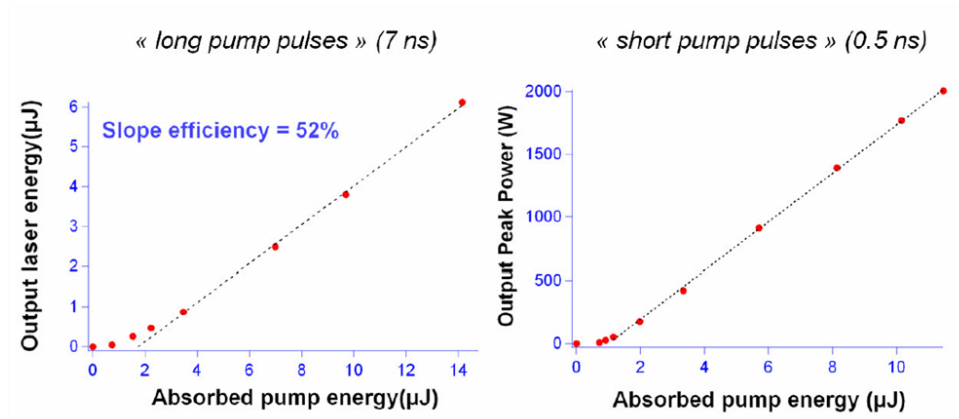 « long pump pulses » (7 ns)
« short pump pulses » (0.5 ns)
Output laser energy(µJ)
6
5
4
3
2
1
0
Slope efficiency = 52%
0 2 4 6 8 10 12 14
Absorbed pump energy(µJ)
Output Peak Power (W)
2000
1500
1000
500
0
0 2 4 6 8 10
Absorbed pump energy (µJ)